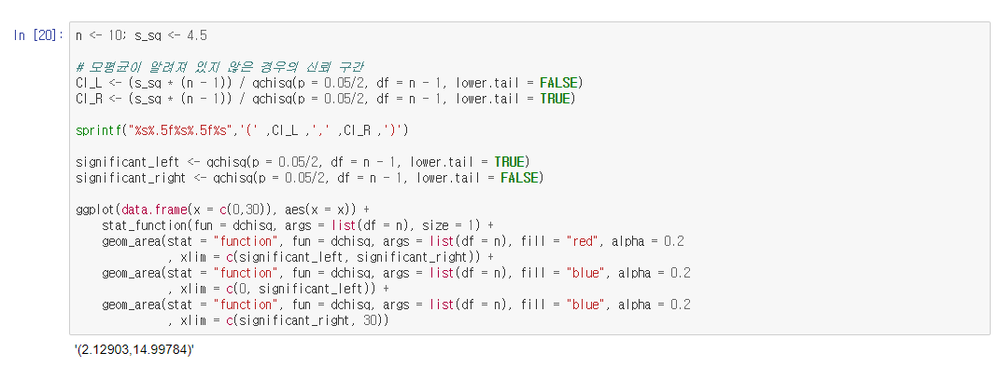 In [20]: n <- 10; s_sq <- 4.5
# 모평균이 알려져 있지 않은 경우의 신뢰 구간
CI_L <- (s_sq * (n - 1)) / qchisq(p = 0.05/2, df = n - 1, lower.tail = FALSE)
CI_R <- (s_sq * (n - 1)) / qchisq(p = 0.05/2, df = n - 1, lower.tail = TRUE)
sprintf("%s%.5f%s%.5f%s",'(' ,CI_L ,',' ,CI_R ,')')
significant_left <- qchisq(p = 0.05/2, df = n - 1, lower.tail = TRUE)
significant_right <- qchisq(p = 0.05/2, df = n - 1, lower.tail = FALSE)
ggplot(data.frame(x = c(0,30)), aes(x = x)) +
stat_function(fun = dchisq, args = list(df = n), size = 1) +
geom_area(stat = "function", fun = dchisq, args = list(df = n), fill = "red", alpha = 0.2
, xlim = c(significant_left, significant_right)) +
geom_area(stat = "function", fun = dchisq, args = list(df = n), fill = "blue", alpha = 0.2
, xlim = c(0, significant_left)) +
geom_area(stat = "function", fun = dchisq, args = list(df = n), fill = "blue", alpha = 0.2
, xlim = c(significant_right, 30))
'(2.12903,14.99784)'